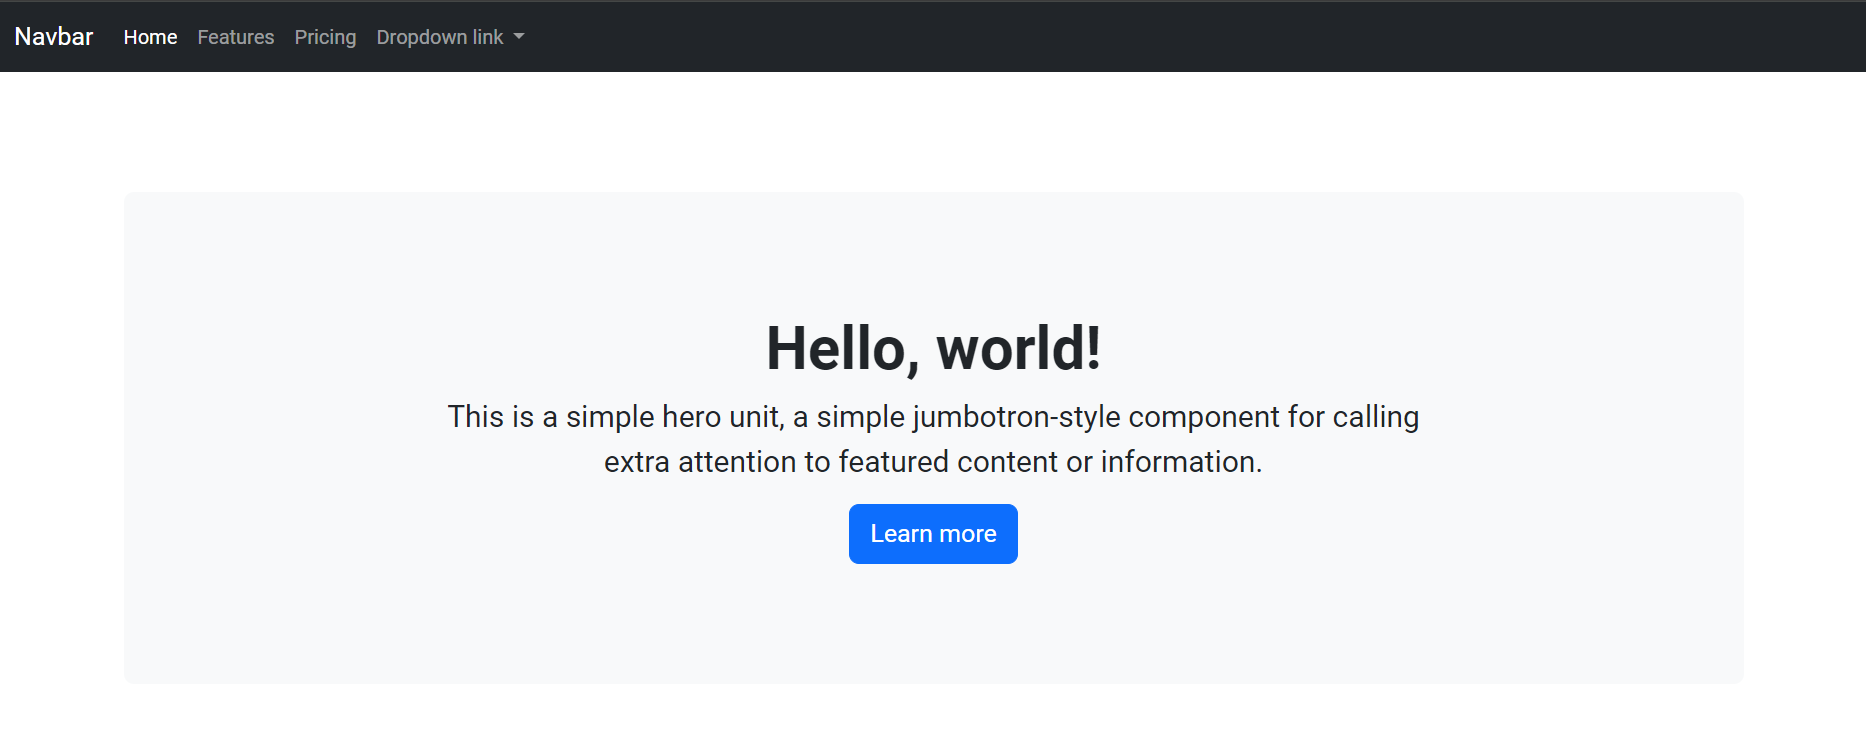 Navbar Home Features Pricing Dropdown link
Hello, world!
This is a simple hero unit, a simple jumbotron-style component for calling
extra attention to featured content or information.
Learn more